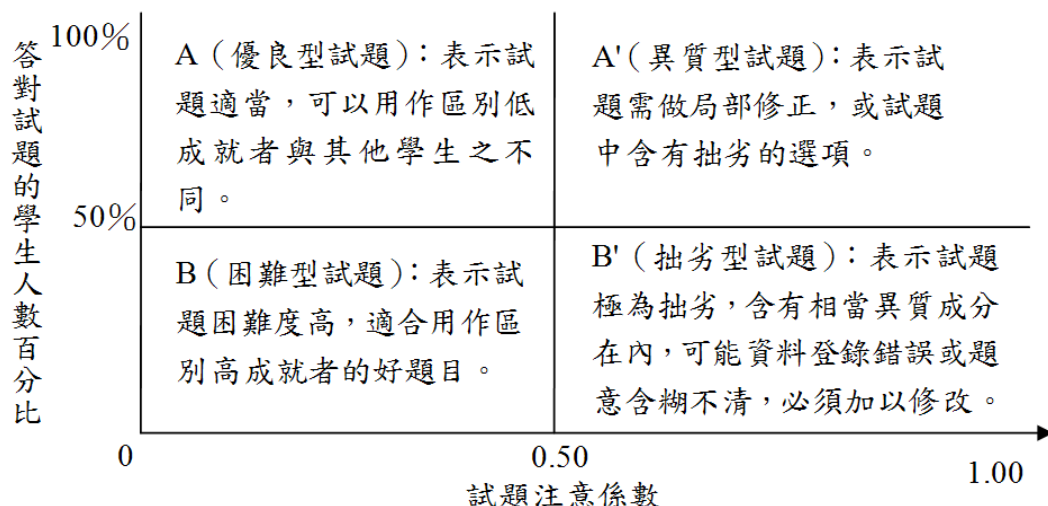 答對試題的學生人數百分比
100%
A（優良型試題）：表示試
題適當，可以用作區別低
成就者與其他學生之不
同。
A'（異質型試題）：表示試
題需做局部修正，或試題
中含有拙劣的選項。
50%
B（困難型試題）：表示試
題困難度高，適合用作區
別高成就者的好題目。
B'（拙劣型試題）：表示試題
極為拙劣，含有相當異質成分
在內，可能資料登錄錯誤或題
意含糊不清，必須加以修改。
0
0.50
1.00
試題注意係數